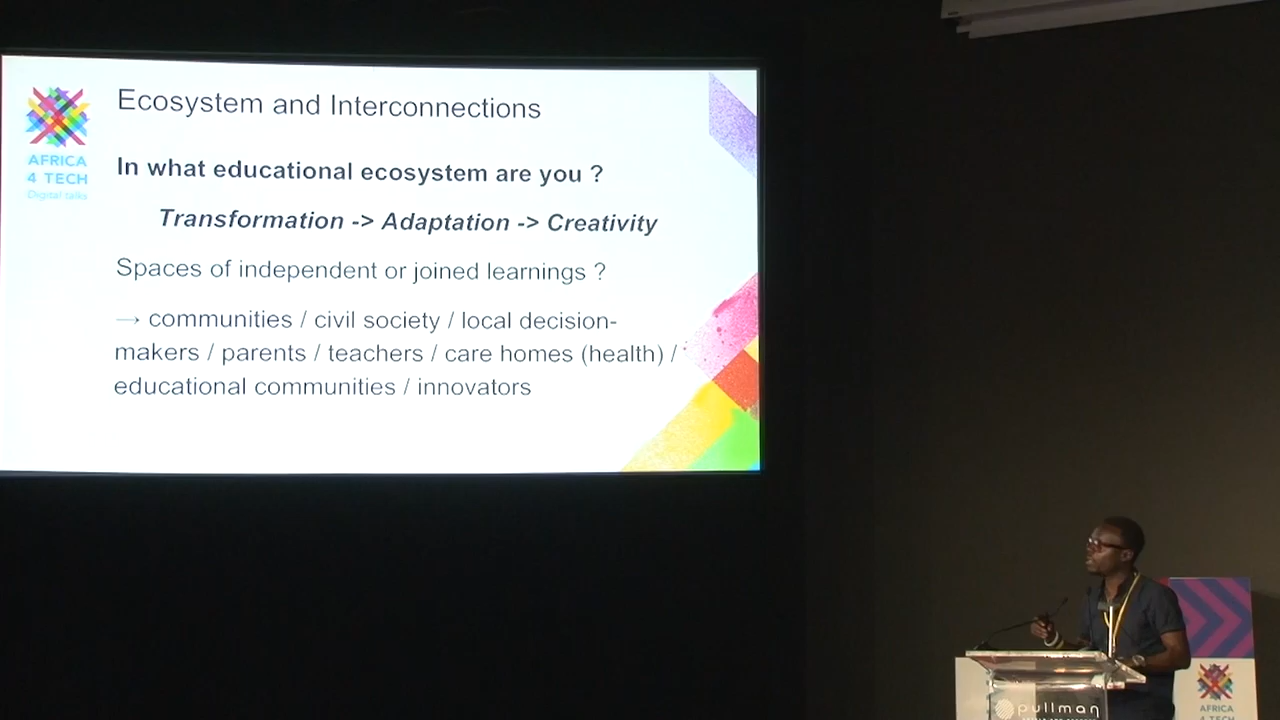 Ecosystem and Interconnections
AFRICA
4 TECH
Digital talks
In what educational ecosystem are you ?
Transformation -> Adaptation -> Creativity
Spaces of independent or joined learnings ?
→ communities / civil society / local decision-
makers / parents / teachers / care homes (health) /
educational communities / innovators
pullman
AFRICA
4 TECH